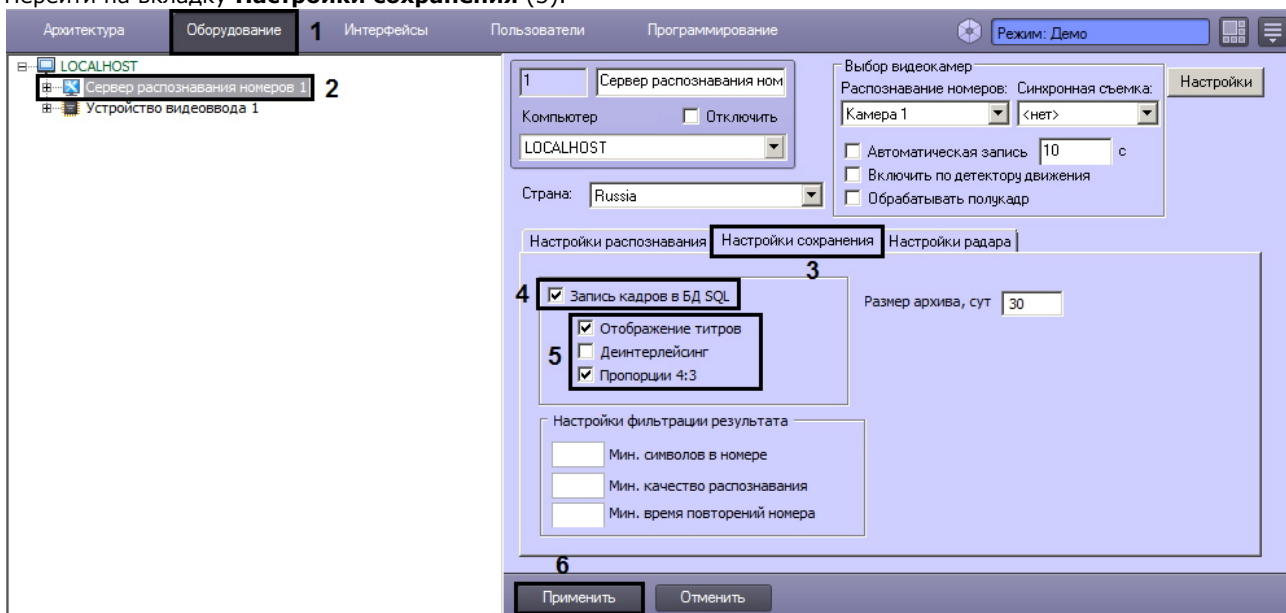 Перейти на вкладку Настройки сохранения (3).
Архитектура Оборудование 1 Интерфейсы Пользователи Программирование Режим: Демо
LOCALHOST
Сервер распознавания номеров 1 2
Устройство видеоввода 1
1 Сервер распознавания ном
Компьютер Отключить
LOCALHOST
Страна: Russia
Выбор видеокамер
Распознавание номеров: Синхронная съемка:
Камера 1 <нет>
Автоматическая запись 10 с
Включить по детектору движения
Обрабатывать полукадр
Настройки
Настройки распознавания Настройки сохранения Настройки радара
3
4 Запись кадров в БД SQL
Отображение титров
5 Деинтерлейсинг
Пропорции 4:3
Размер архива, сут 30
Настройки фильтрации результата
Мин. символов в номере
Мин. качество распознавания
Мин. время повторений номера
6
Применить Отменить